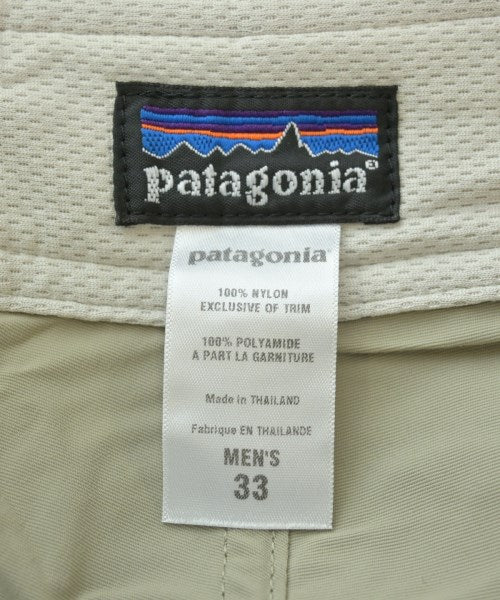 patagonia
patagonia
100% NYLON
EXCLUSIVE OF TRIM
100% POLYAMIDE
À PART LA GARNITURE
Made in THAILAND
Fabrique EN THAILANDE
MEN'S
33